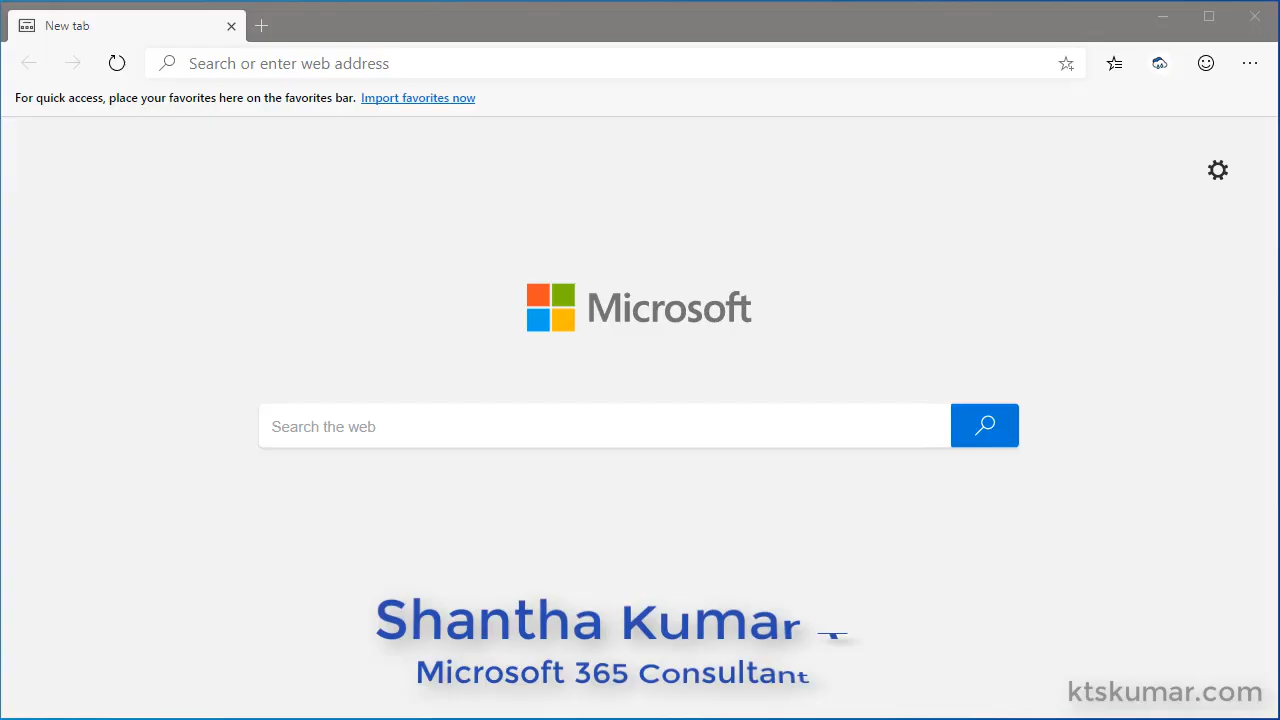 New tab
Search or enter web address
For quick access, place your favorites here on the favorites bar. Import favorites now
Microsoft
Search the web
Shantha Kumar
Microsoft 365 Consultant
ktskumar.com